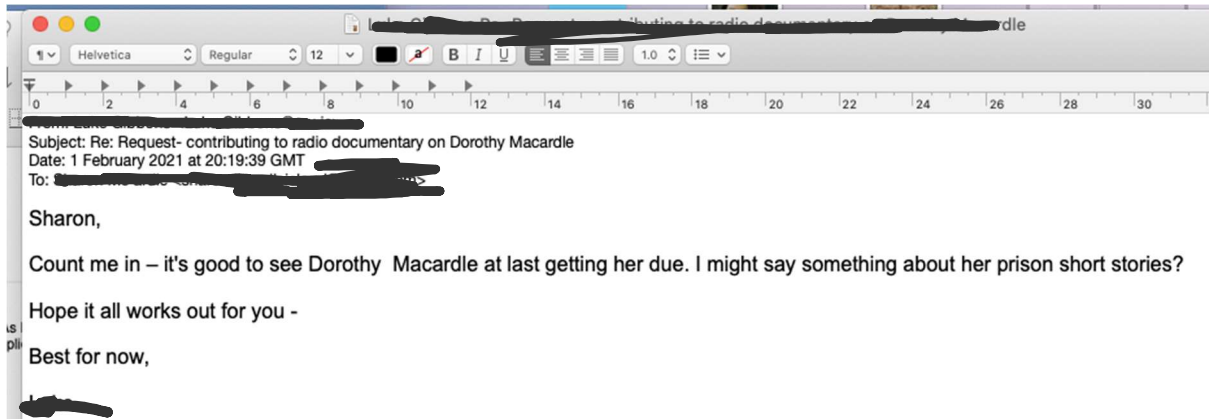 rdle
Helvetica Regular 12 a B I U 1.0
0 2 4 6 8 10 12 14 16 18 20 22 24 26 28 30
Subject: Re: Request- contributing to radio documentary on Dorothy Macardle
Date: 1 February 2021 at 20:19:39 GMT
To:
Sharon,
Count me in – it's good to see Dorothy  Macardle at last getting her due. I might say something about her prison short stories?
Hope it all works out for you -
Best for now,